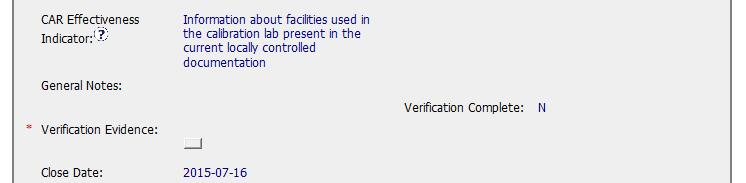 CAR Effectiveness Indicator: ?
Information about facilities used in
the calibration lab present in the
current locally controlled
documentation
General Notes:
Verification Complete: N
* Verification Evidence:
Close Date: 2015-07-16